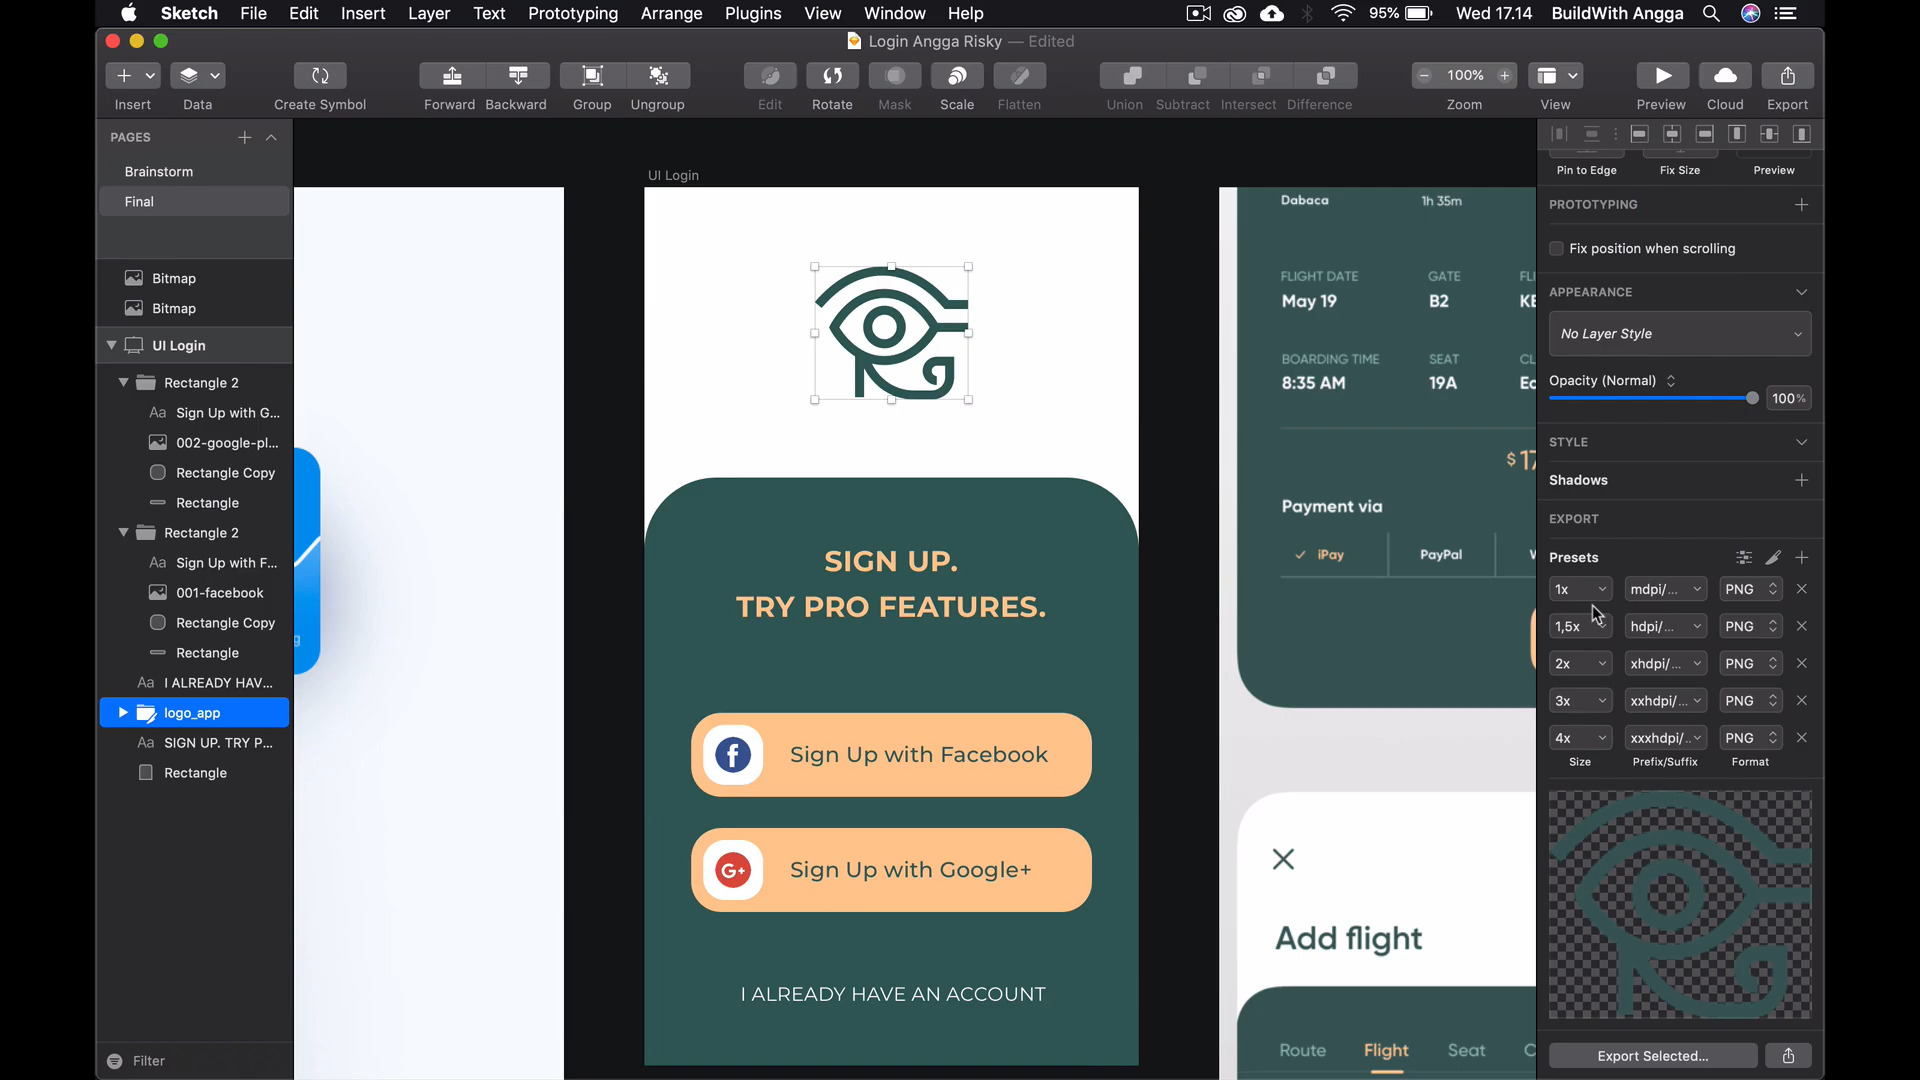 Sketch File Edit Insert Layer Text Prototyping Arrange Plugins View Window Help
95% Wed 17.14 BuildWith Angga
Login Angga Risky — Edited
100%
Insert Data Create Symbol Forward Backward Group Ungroup Edit Rotate Mask Scale Flatten Union Subtract Intersect Difference Zoom View Preview Cloud Export
PAGES
Brainstorm
Final
Bitmap
Bitmap
UI Login
Rectangle 2
Sign Up with G...
002-google-pl...
Rectangle Copy
Rectangle
Rectangle 2
Sign Up with F...
001-facebook
Rectangle Copy
Rectangle
I ALREADY HAV...
logo_app
SIGN UP. TRY P...
Rectangle
Filter
UI Login
SIGN UP.
TRY PRO FEATURES.
f
Sign Up with Facebook
G+
Sign Up with Google+
I ALREADY HAVE AN ACCOUNT
Dabaca 1h 35m
FLIGHT DATE GATE FL
May 19 B2 KE
BOARDING TIME SEAT CL
8:35 AM 19A Ec
$17
Payment via
iPay PayPal
Add flight
Route Flight Seat
Pin to Edge Fix Size Preview
PROTOTYPING
Fix position when scrolling
APPEARANCE
No Layer Style
Opacity (Normal)
100%
STYLE
Shadows
EXPORT
Presets
1x mdpi/... PNG
1,5x hdpi/... PNG
2x xhdpi/... PNG
3x xxhdpi/... PNG
4x xxxhdpi/.. PNG
Size Prefix/Suffix Format
Export Selected...